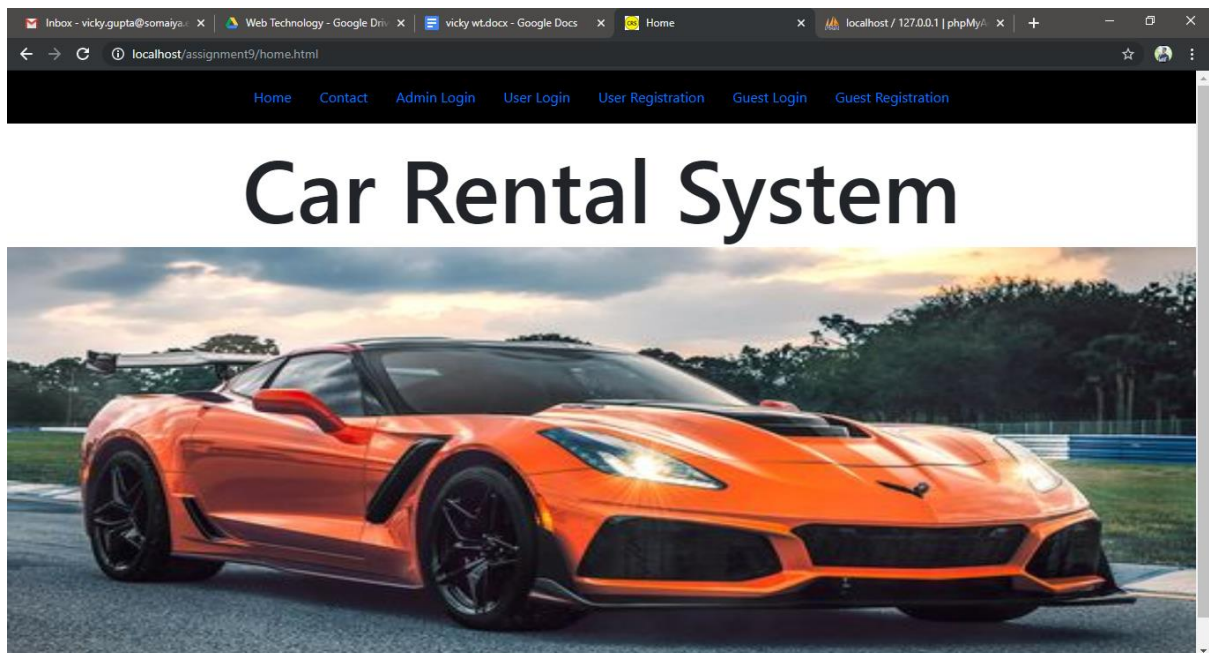 Inbox - vicky.gupta@somaiya.e
Web Technology - Google Driv
vicky wt.docx - Google Docs
CRS
Home
localhost / 127.0.0.1 | phpMyA
localhost/assignment9/home.html
Home Contact Admin Login User Login User Registration Guest Login Guest Registration
Car Rental System